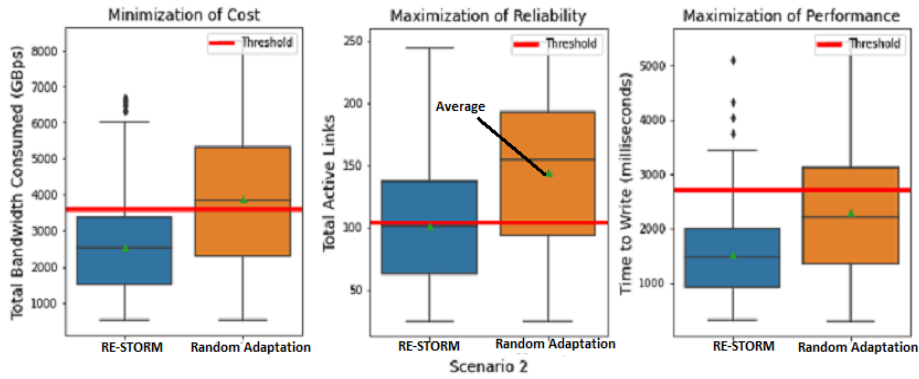 Minimization of Cost
Total Bandwidth Consumed (GBps)
8000
7000
6000
5000
4000
3000
2000
1000
Threshold
RE-STORM
Random Adaptation
Maximization of Reliability
Total Active Links
250
200
150
100
50
Threshold
Average
RE-STORM
Random Adaptation
Maximization of Performance
Time to Write (milliseconds)
5000
4000
3000
2000
1000
Threshold
RE-STORM
Random Adaptation
Scenario 2